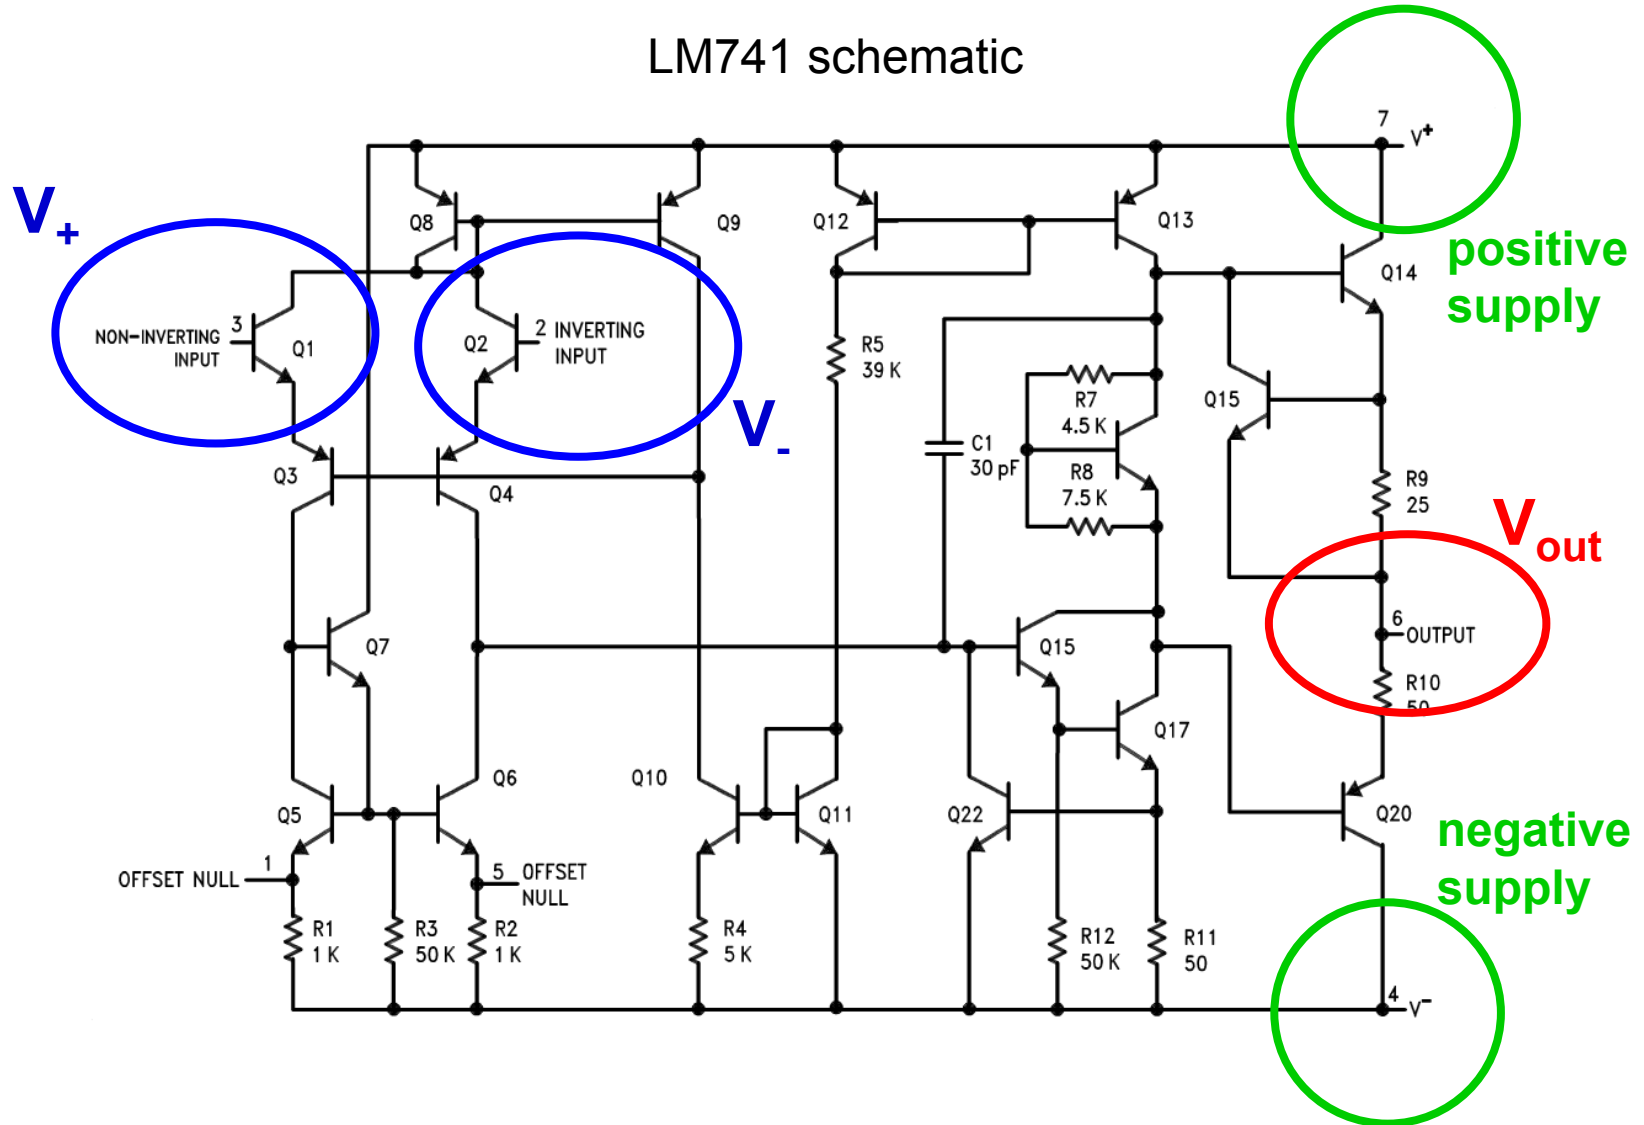 LM741 schematic
7
V+
V+
Q8
Q9
Q12
Q13
positive
supply
Q14
3
NON-INVERTING
INPUT
Q1
Q2
2 INVERTING
INPUT
R5
39 K
R7
4.5 K
Q15
V-
C1
30 pF
R8
7.5 K
Q3
Q4
R9
25
Vout
6
OUTPUT
Q7
Q15
R10
50
Q17
Q5
Q6
Q10
Q11
Q22
Q20
negative
supply
1
OFFSET NULL
5 OFFSET
NULL
R1
1 K
R3
50 K
R2
1 K
R4
5 K
R12
50 K
R11
50
4
V-